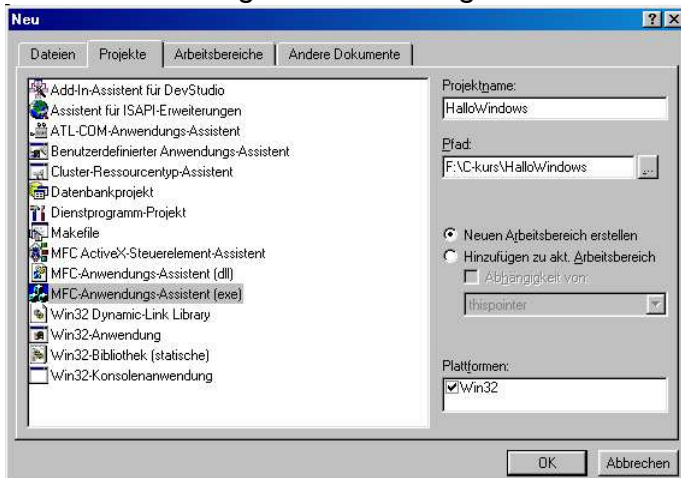 Neu
Dateien
Projekte
Arbeitsbereiche
Andere Dokumente
Add-In-Assistent für DevStudio
Assistent für ISAPI-Erweiterungen
ATL-COM-Anwendungs-Assistent
Benutzerdefinierter Anwendungs-Assistent
Cluster-Ressourcentyp-Assistent
Datenbankprojekt
Dienstprogramm-Projekt
Makefile
MFC ActiveX-Steuerelement-Assistent
MFC-Anwendungs-Assistent (dll)
MFC-Anwendungs-Assistent (exe)
Win32 Dynamic-Link Library
Win32-Anwendung
Win32-Bibliothek (statische)
Win32-Konsolenanwendung
Projektname:
HalloWindows
Pfad:
F:\C-kurs\HalloWindows
...
Neuen Arbeitsbereich erstellen
Hinzufügen zu akt. Arbeitsbereich
Abhängigkeit von:
thispointer
Plattformen:
Win32
OK
Abbrechen